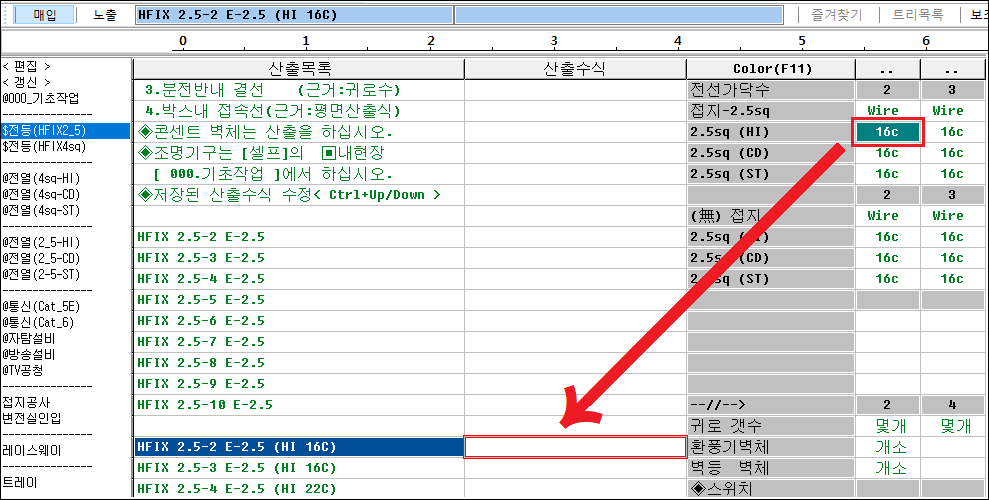 매입 노출 HFIX 2.5-2 E-2.5 (HI 16C) 즐겨찾기 트리목록 보조
0 1 2 3 4 5 6
< 편집 >
< 갱신 >
@000_기초작업
---------------
$전등(HFIX2_5)
$전등(HFIX4sq)
---------------
@전열(4sq-HI)
@전열(4sq-CD)
@전열(4sq-ST)
---------------
@전열(2_5-HI)
@전열(2_5-CD)
@전열(2-5-ST)
---------------
@통신(Cat_5E)
@통신(Cat_6)
@자탐설비
@방송설비
@TV공청
---------------
접지공사
변전실인입
---------------
레이스웨이
---------------
트레이
산출목록 산출수식 Color(F11) .. ..
3.분전반내 결선 (근거:귀로수) 전선가닥수 2 3
4.박스내 접속선(근거:평면산출식) 접지-2.5sq Wire Wire
◈콘센트 벽체는 산출을 하십시오. 2.5sq (HI) 16c 16c
◈조명기구는 [셀프]의 ▣내현장 2.5sq (CD) 16c 16c
[ 000.기초작업 ]에서 하십시오. 2.5sq (ST) 16c 16c
◈저장된 산출수식 수정< Ctrl+Up/Down > 2 3
(無) 접지 Wire Wire
HFIX 2.5-2 E-2.5 2.5sq 16c 16c
HFIX 2.5-3 E-2.5 2.5sq (CD) 16c 16c
HFIX 2.5-4 E-2.5 sq (ST) 16c 16c
HFIX 2.5-5 E-2.5
HFIX 2.5-6 E-2.5
HFIX 2.5-7 E-2.5
HFIX 2.5-8 E-2.5
HFIX 2.5-9 E-2.5
HFIX 2.5-10 E-2.5 --//--> 2 4
귀로 갯수 몇개 몇개
HFIX 2.5-2 E-2.5 (HI 16C) 환풍기벽체 개소
HFIX 2.5-3 E-2.5 (HI 16C) 벽등 벽체 개소
HFIX 2.5-4 E-2.5 (HI 22C) ◈스위치